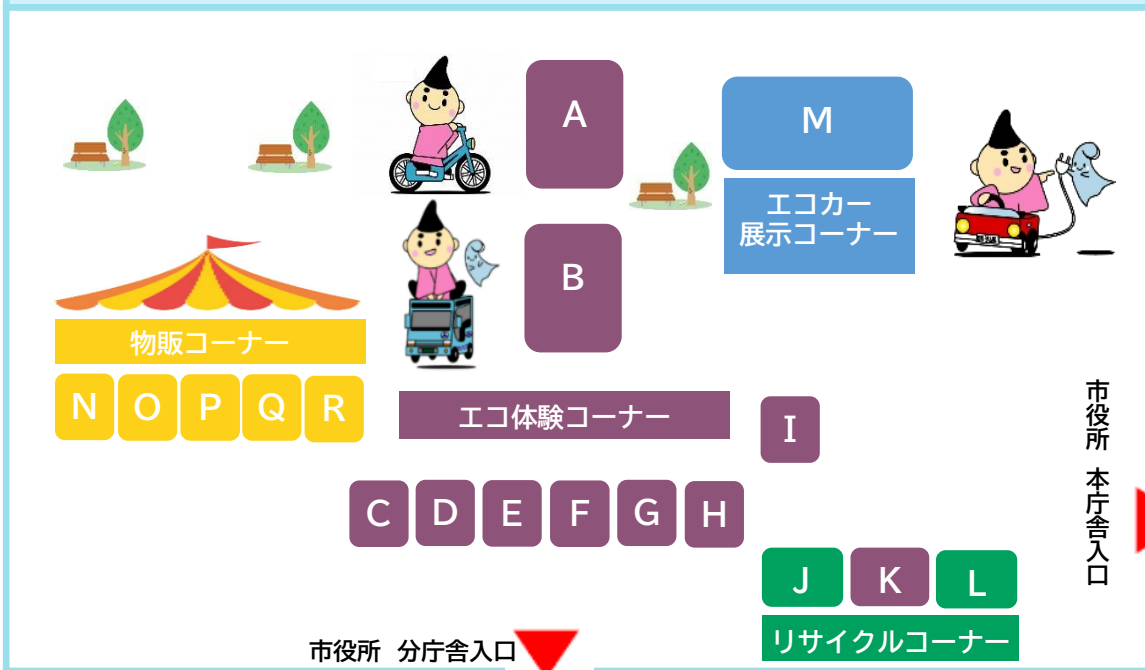 A
M
エコカー
展示コーナー
B
物販コーナー
N O P Q R
エコ体験コーナー
I
市役所 本庁舎入口
C D E F G H
J K L
リサイクルコーナー
市役所 分庁舎入口